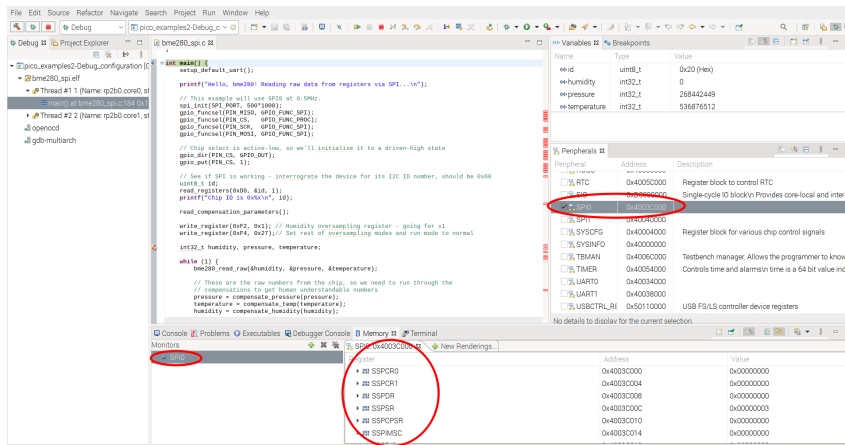 File Edit Source Refactor Navigate Search Project Run Window Help
Debug
pico_examples2-Debug_c
Debug
Project Explorer
pico_examples2-Debug_configuration [G
bme280_spi.elf
Thread #1 1 (Name: rp2b0.core0, st
main() at bme280_spi.c:184 0x1
Thread #2 2 (Name: rp2b0.core1, st
openocd
gdb-multiarch
bme280_spi.c
int main() {
setup_default_uart();
printf("Hello, bme280! Reading raw data from registers via SPI...\n");
// This example will use SPI0 at 0.5MHz.
spi_init(SPI_PORT, 500*1000);
gpio_funcsel(PIN_MISO, GPIO_FUNC_SPI);
gpio_funcsel(PIN_CS, GPIO_FUNC_PROC);
gpio_funcsel(PIN_SCK, GPIO_FUNC_SPI);
gpio_funcsel(PIN_MOSI, GPIO_FUNC_SPI);
// Chip select is active-low, so we'll initialise it to a driven-high state
gpio_dir(PIN_CS, GPIO_OUT);
gpio_put(PIN_CS, 1);
// See if SPI is working - interrograte the device for its I2C ID number, should be 0x60
uint8_t id;
read_registers(0xD0, &id, 1);
printf("Chip ID is 0x%x\n", id);
read_compensation_parameters();
write_register(0xF2, 0x1); // Humidity oversampling register - going for x1
write_register(0xF4, 0x27);// Set rest of oversampling modes and run mode to normal
int32_t humidity, pressure, temperature;
while (1) {
bme280_read_raw(&humidity, &pressure, &temperature);
// These are the raw numbers from the chip, so we need to run through the
// compensations to get human understandable numbers
pressure = compensate_pressure(pressure);
temperature = compensate_temp(temperature);
humidity = compensate_humidity(humidity);
Variables
Breakpoints
Name Type Value
id uint8_t 0x20 (Hex)
humidity int32_t 0
pressure int32_t 268442449
temperature int32_t 536876512
Peripherals
Peripheral Address Description
RTC 0x4005C000 Register block to control RTC
Single-cycle IO block\n Provides core-local and inter-
SPI0 0x4003C000
SPI1 0x40040000
SYSCFG 0x40004000 Register block for various chip control signals
SYSINFO 0x40000000
TBMAN 0x4006C000 Testbench manager. Allows the programmer to know
TIMER 0x40054000 Controls time and alarms\n time is a 64 bit value ind
UART0 0x40034000
UART1 0x40038000
USBCTRL_RE 0x50110000 USB FS/LS controller device registers
No details to display for the current selection.
Console Problems Executables Debugger Console Memory Terminal
Monitors
SPI0
SPI0: 0x4003C000
New Renderings...
Register Address Value
SSPCR0 0x4003C000 0x00000000
SSPCR1 0x4003C004 0x00000000
SSPDR 0x4003C008 0x00000000
SSPSR 0x4003C00C 0x00000003
SSPCPSR 0x4003C010 0x00000000
SSPIMSC 0x4003C014 0x00000000